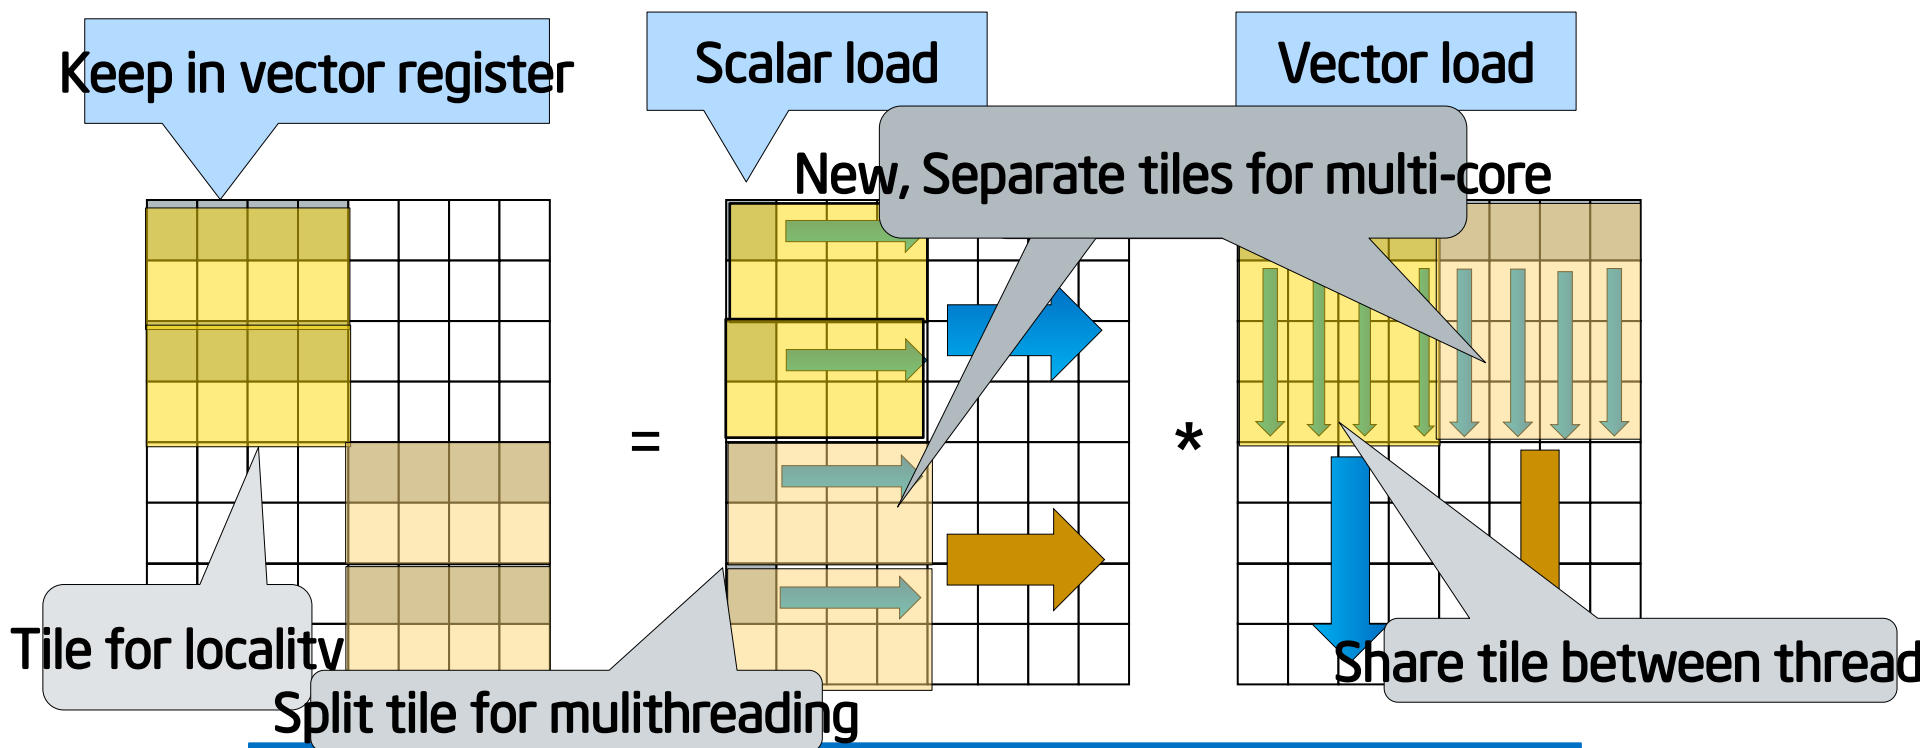 Keep in vector register
Scalar load
Vector load
New, Separate tiles for multi-core
=
*
Tile for locality
Share tile between thread
Split tile for mulithreading